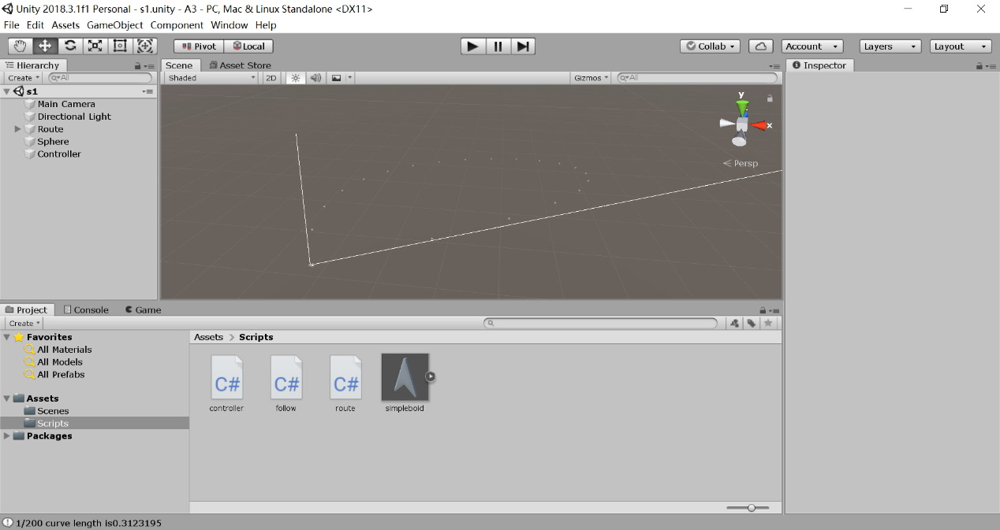 Unity 2018.3.1f1 Personal - s1.unity - A3 - PC, Mac & Linux Standalone <DX11>
File Edit Assets GameObject Component Window Help
Pivot Local Collab Account Layers Layout
Hierarchy Scene Asset Store Inspector
Create All Shaded 2D Gizmos All
s1
Main Camera
Directional Light
Route
Sphere
Controller
y
x
Persp
Project Console Game
Create
Favorites
All Materials
All Models
All Prefabs
Assets
Scenes
Scripts
Packages
Assets > Scripts
C# C# C#
controller follow route simpleboid
1/200 curve length is0.3123195